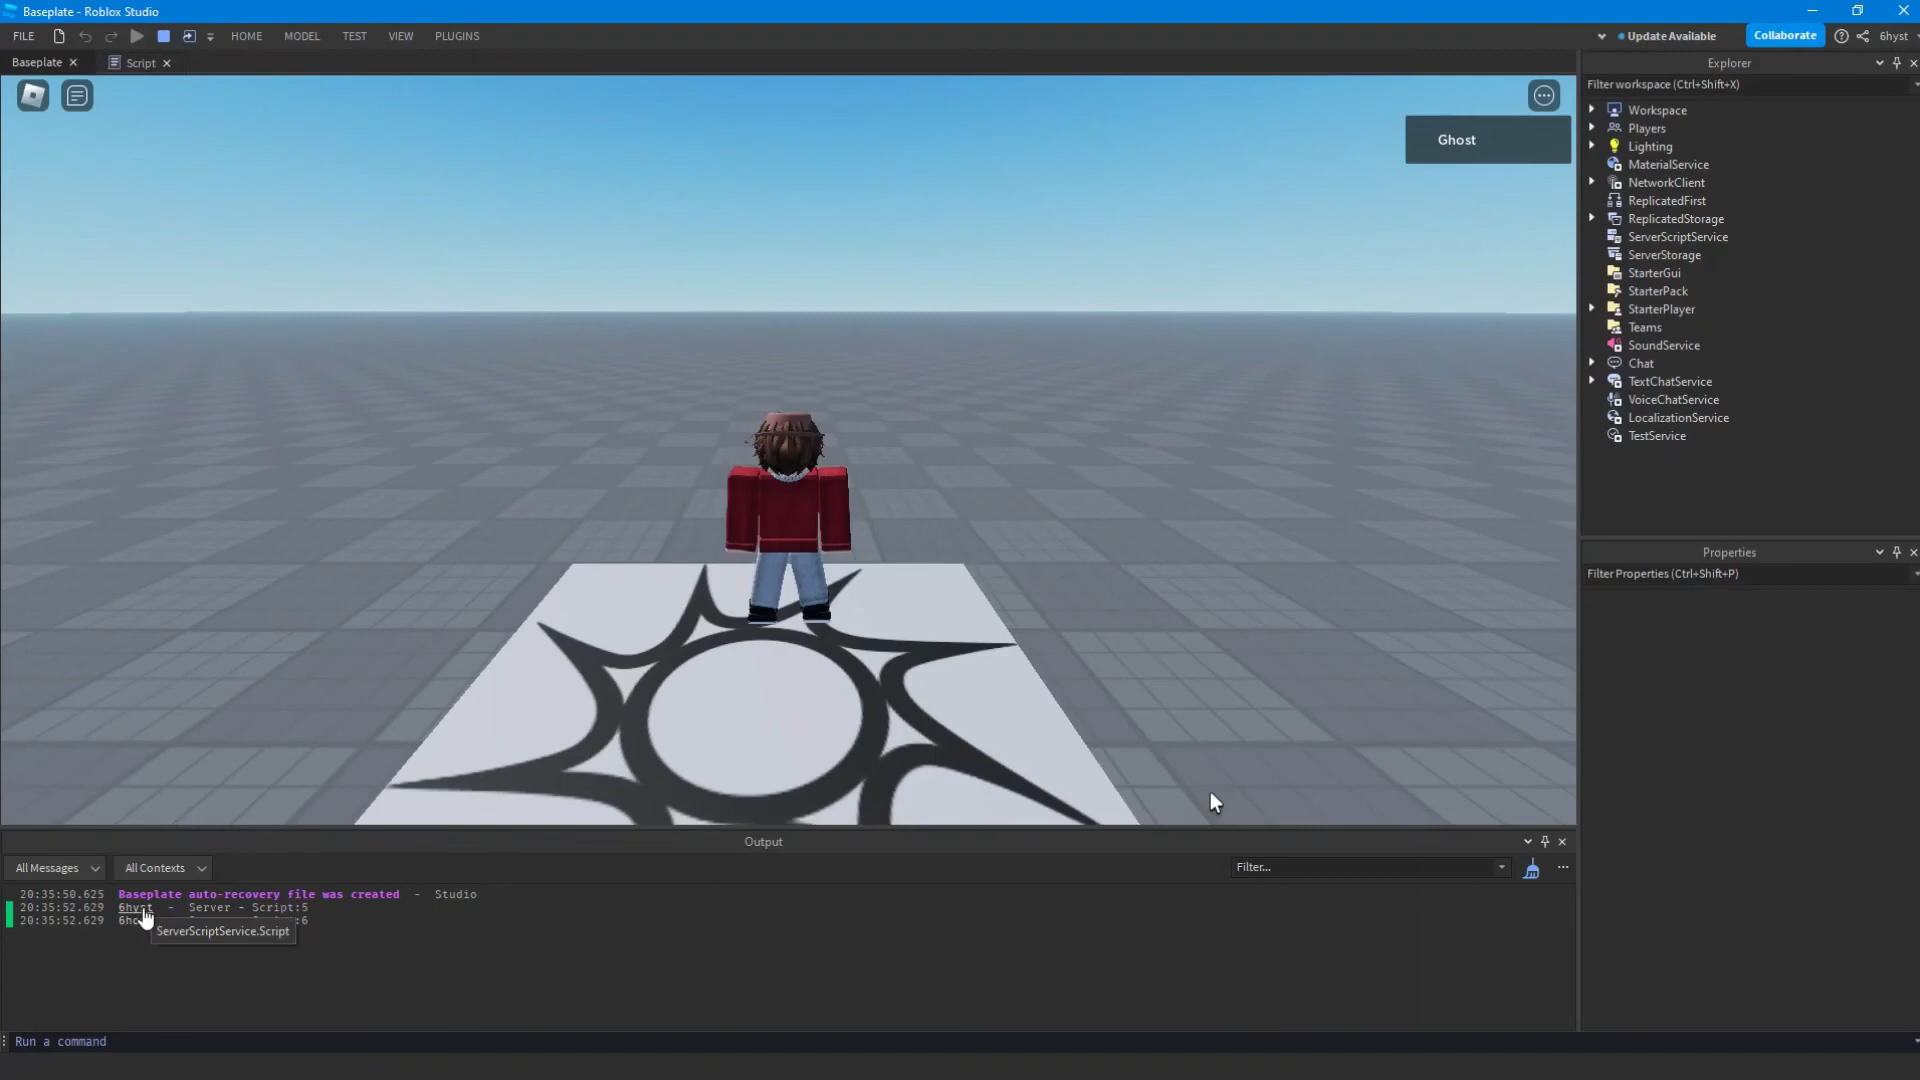 Baseplate - Roblox Studio
FILE HOME MODEL TEST VIEW PLUGINS Update Available Collaborate 6hyst
Baseplate Script
Explorer
Filter workspace (Ctrl+Shift+X)
Workspace
Players
Lighting
MaterialService
NetworkClient
ReplicatedFirst
ReplicatedStorage
ServerScriptService
ServerStorage
StarterGui
StarterPack
StarterPlayer
Teams
SoundService
Chat
TextChatService
VoiceChatService
LocalizationService
TestService
Ghost
Properties
Filter Properties (Ctrl+Shift+P)
Output
All Messages All Contexts Filter...
20:35:50.625 Baseplate auto-recovery file was created - Studio
20:35:52.629 6hyst - Server - Script:5
20:35:52.629 :6
ServerScriptService.Script
Run a command